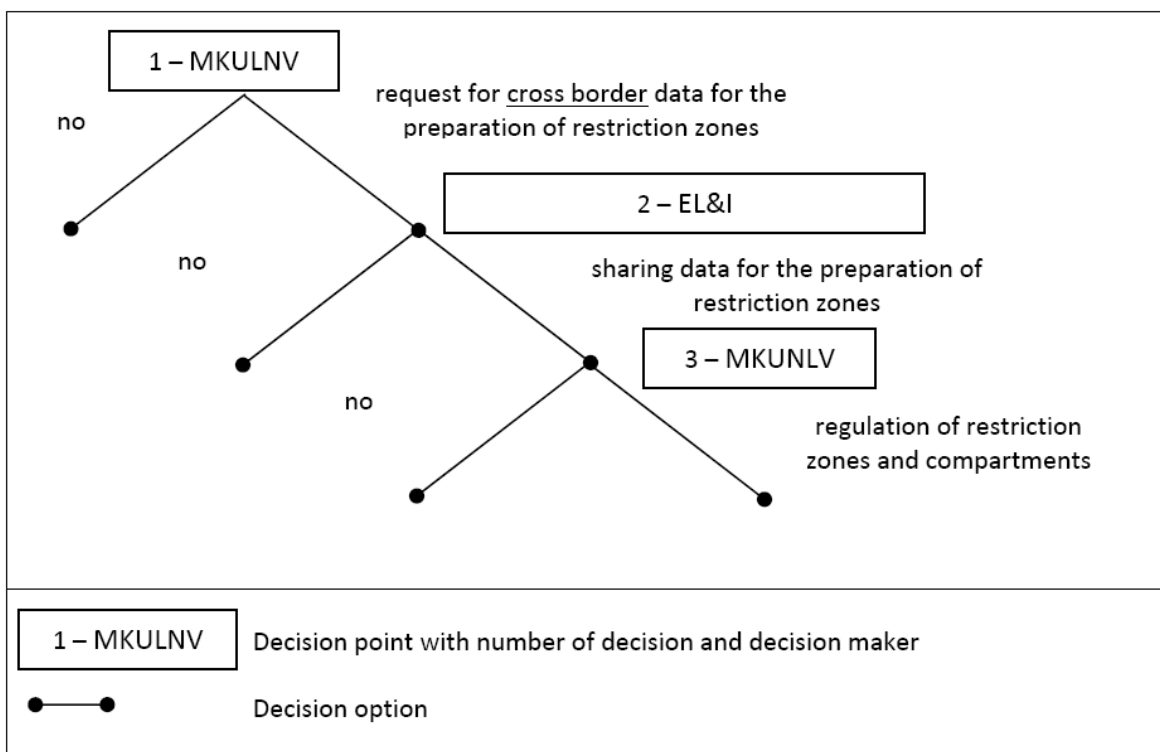 1 – MKULNV
request for cross border data for the
no
preparation of restriction zones
2 – EL&I
no
sharing data for the preparation of
restriction zones
3 – MKUNLV
no
regulation of restriction
zones and compartments
1 – MKULNV
Decision point with number of decision and decision maker
Decision option